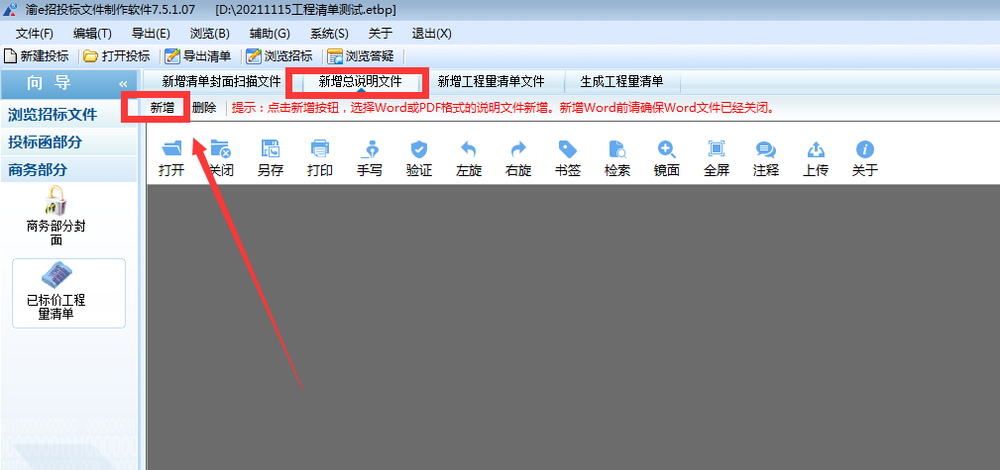 渝e招投标文件制作软件7.5.1.07 [D:\20211115工程清单测试.etbp]
文件(F) 编辑(T) 导出(E) 浏览(B) 辅助(G) 系统(S) 关于 退出(X)
新建投标 打开投标 导出清单 浏览招标 浏览答疑
向 导 «
新增清单封面扫描文件 新增总说明文件 新增工程量清单文件 生成工程量清单
新增 删除 提示：点击新增按钮，选择Word或PDF格式的说明文件新增。新增Word前请确保Word文件已经关闭。
浏览招标文件
投标函部分
商务部分
商务部分封
面
已标价工程
量清单
打开 关闭 另存 打印 手写 验证 左旋 右旋 书签 检索 镜面 全屏 注释 上传 关于